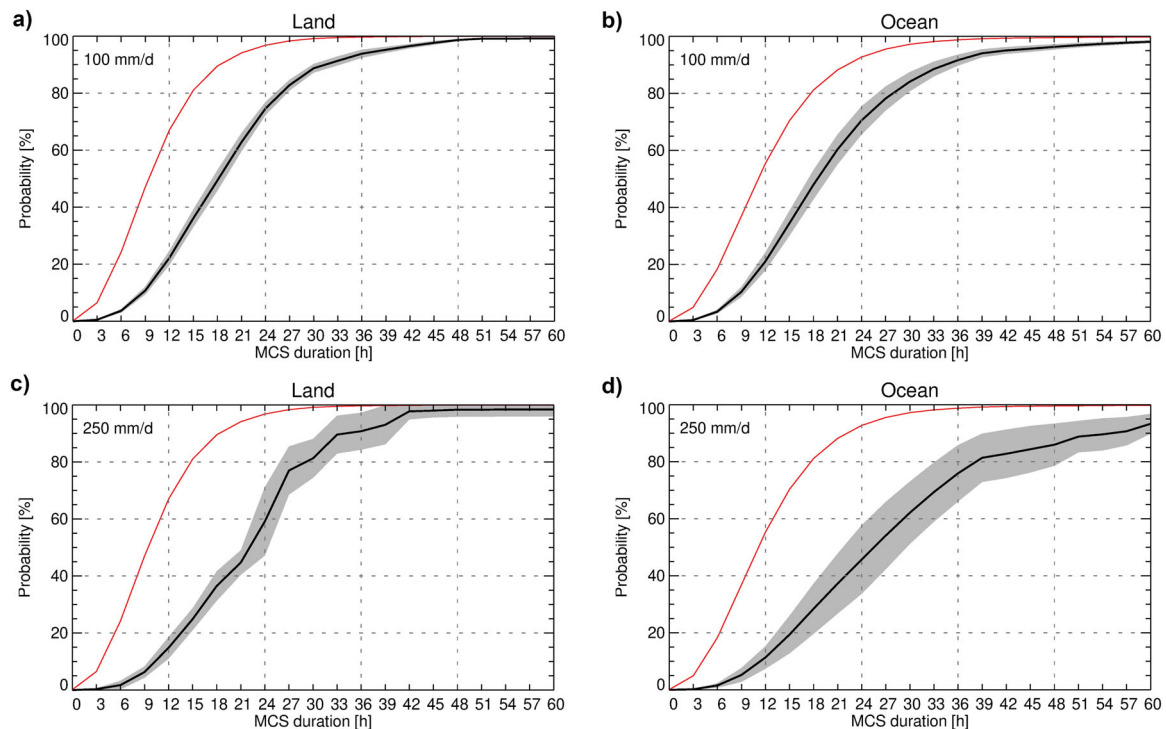 a)
Land
100 mm/d
Probability [%]
100
80
60
40
20
0
0 3 6 9 12 15 18 21 24 27 30 33 36 39 42 45 48 51 54 57 60
MCS duration [h]
b)
Ocean
100 mm/d
Probability [%]
100
80
60
40
20
0
0 3 6 9 12 15 18 21 24 27 30 33 36 39 42 45 48 51 54 57 60
MCS duration [h]
c)
Land
250 mm/d
Probability [%]
100
80
60
40
20
0
0 3 6 9 12 15 18 21 24 27 30 33 36 39 42 45 48 51 54 57 60
MCS duration [h]
d)
Ocean
250 mm/d
Probability [%]
100
80
60
40
20
0
0 3 6 9 12 15 18 21 24 27 30 33 36 39 42 45 48 51 54 57 60
MCS duration [h]